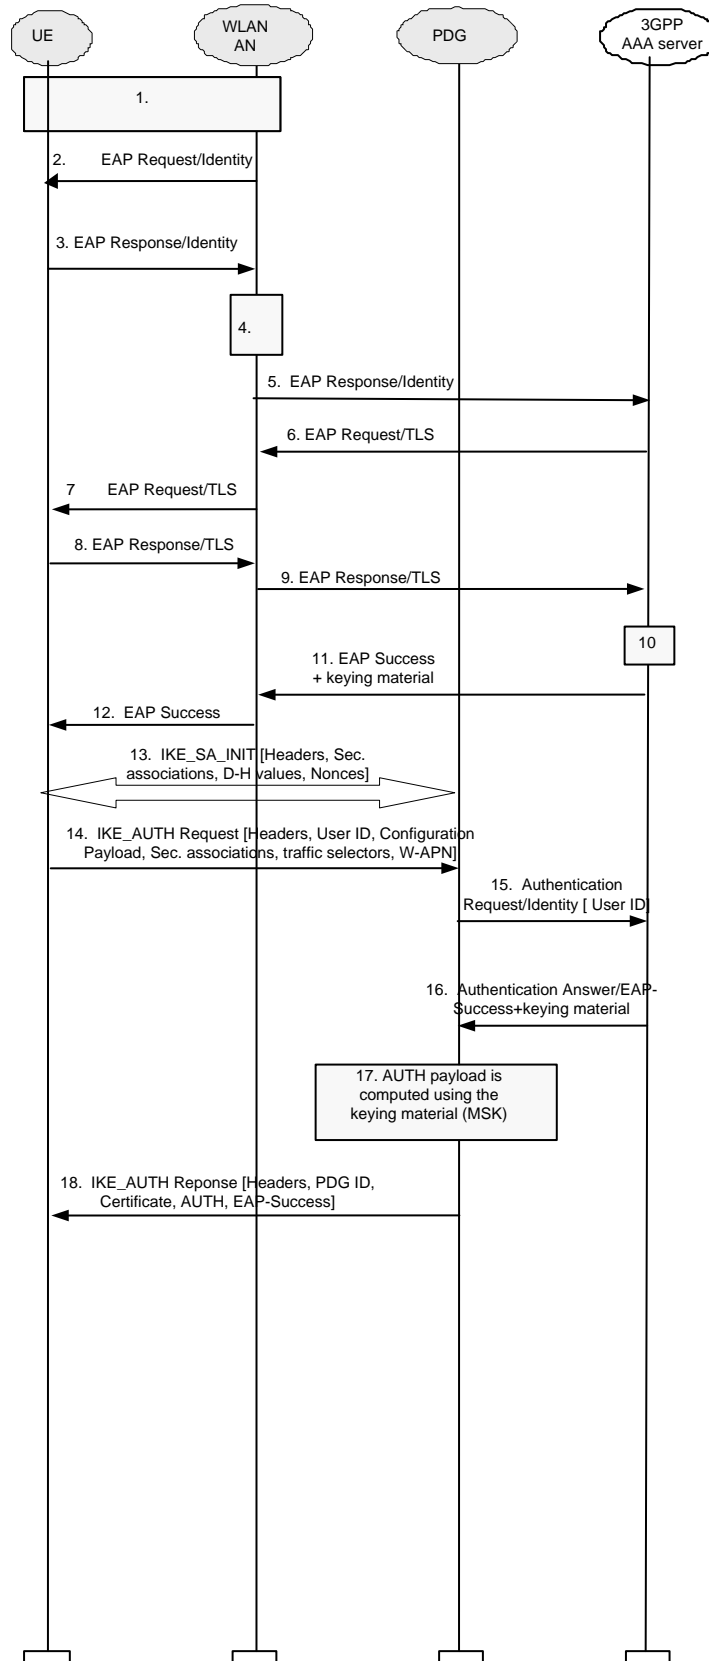 UE
WLAN
AN
PDG
3GPP
AAA server
1.
2. EAP Request/Identity
3. EAP Response/Identity
4.
5. EAP Response/Identity
6. EAP Request/TLS
7 EAP Request/TLS
8. EAP Response/TLS
9. EAP Response/TLS
10
11. EAP Success
+ keying material
12. EAP Success
13. IKE_SA_INIT [Headers, Sec.
associations, D-H values, Nonces]
14. IKE_AUTH Request [Headers, User ID, Configuration
Payload, Sec. associations, traffic selectors, W-APN]
15. Authentication
Request/Identity [ User ID]
16. Authentication Answer/EAP-
Success+keying material
17. AUTH payload is
computed using the
keying material (MSK)
18. IKE_AUTH Reponse [Headers, PDG ID,
Certificate, AUTH, EAP-Success]